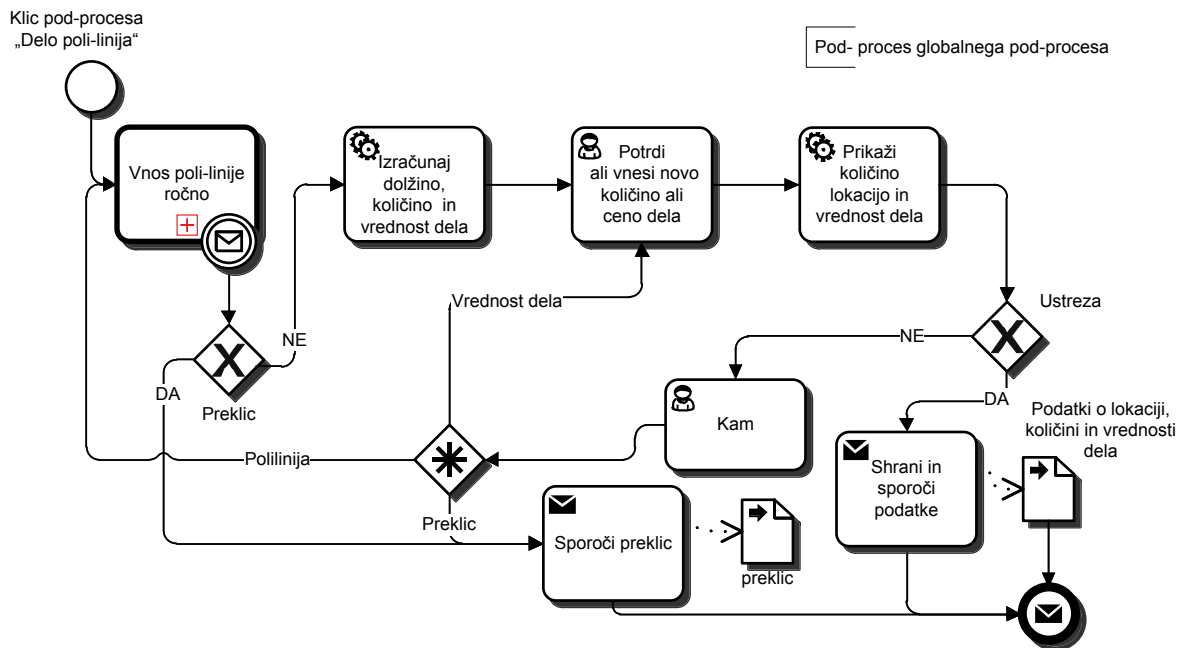 Klic pod-procesa
„Delo poli-linija“
Pod- proces globalnega pod-procesa
Vnos poli-linije
ročno
Izračunaj
dolžino,
količino in
vrednost dela
Potrdi
ali vnesi novo
količino ali
ceno dela
Prikaži
količino
lokacijo in
vrednost dela
Vrednost dela
Ustreza
NE
NE
DA
Preklic
Kam
DA
Podatki o lokaciji,
količini in vrednosti
dela
Polilinija
Shrani in
sporoči
podatke
Preklic
Sporoči preklic
preklic